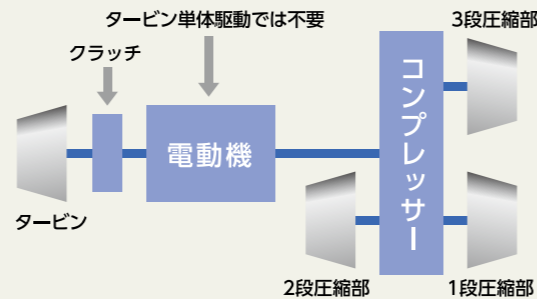 タービン単体駆動では不要
3段圧縮部
クラッチ
コンプレッサー
電動機
タービン
2段圧縮部
1段圧縮部